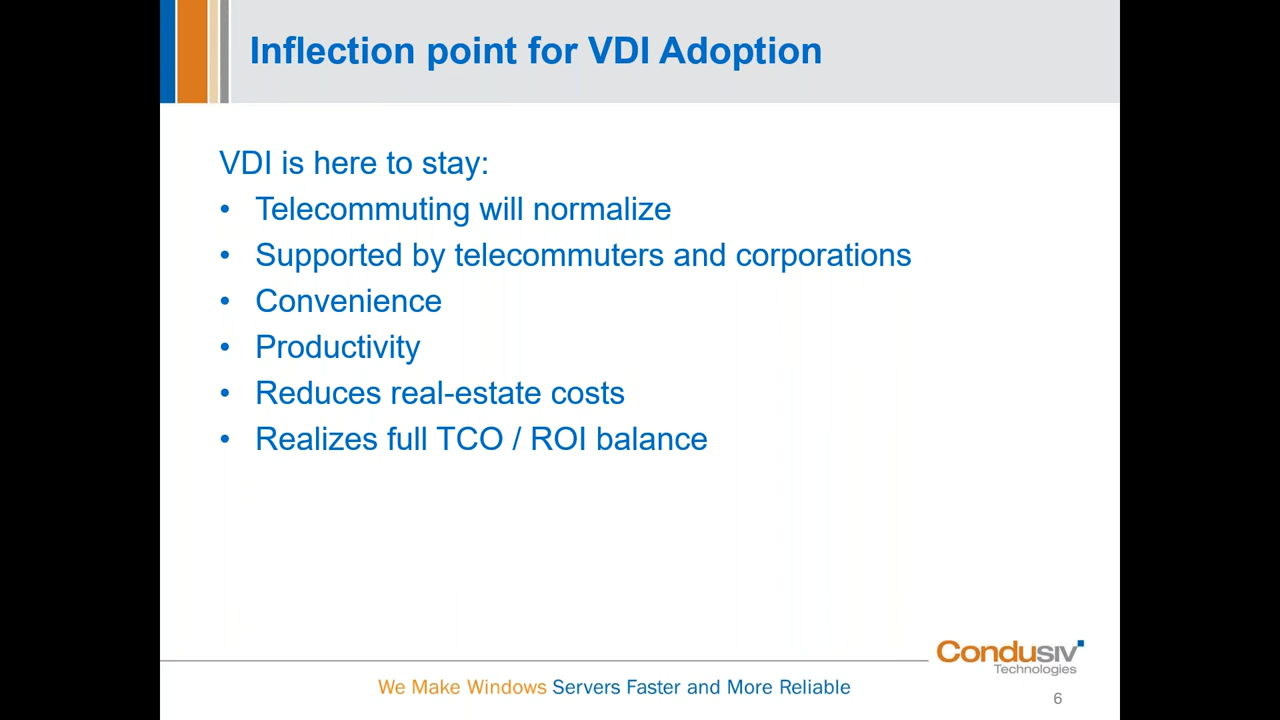 Inflection point for VDI Adoption
VDI is here to stay:
• Telecommuting will normalize
• Supported by telecommuters and corporations
• Convenience
• Productivity
• Reduces real-estate costs
• Realizes full TCO / ROI balance
Condusiv
Technologies
We Make Windows Servers Faster and More Reliable
6